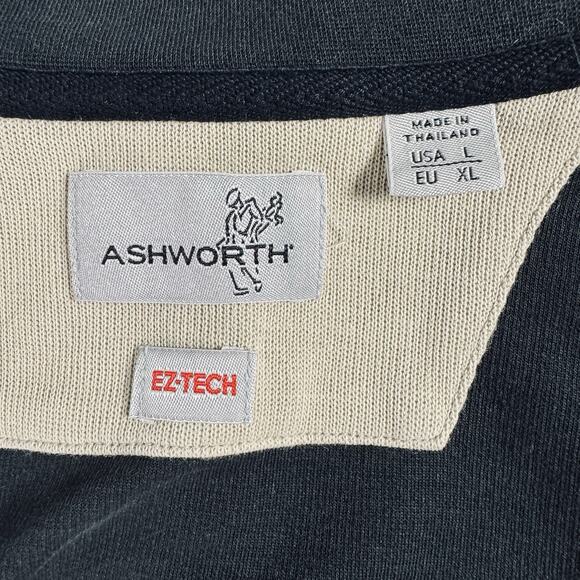 MADE IN
THAILAND
USA L
EU XL
ASHWORTH
EZ-TECH